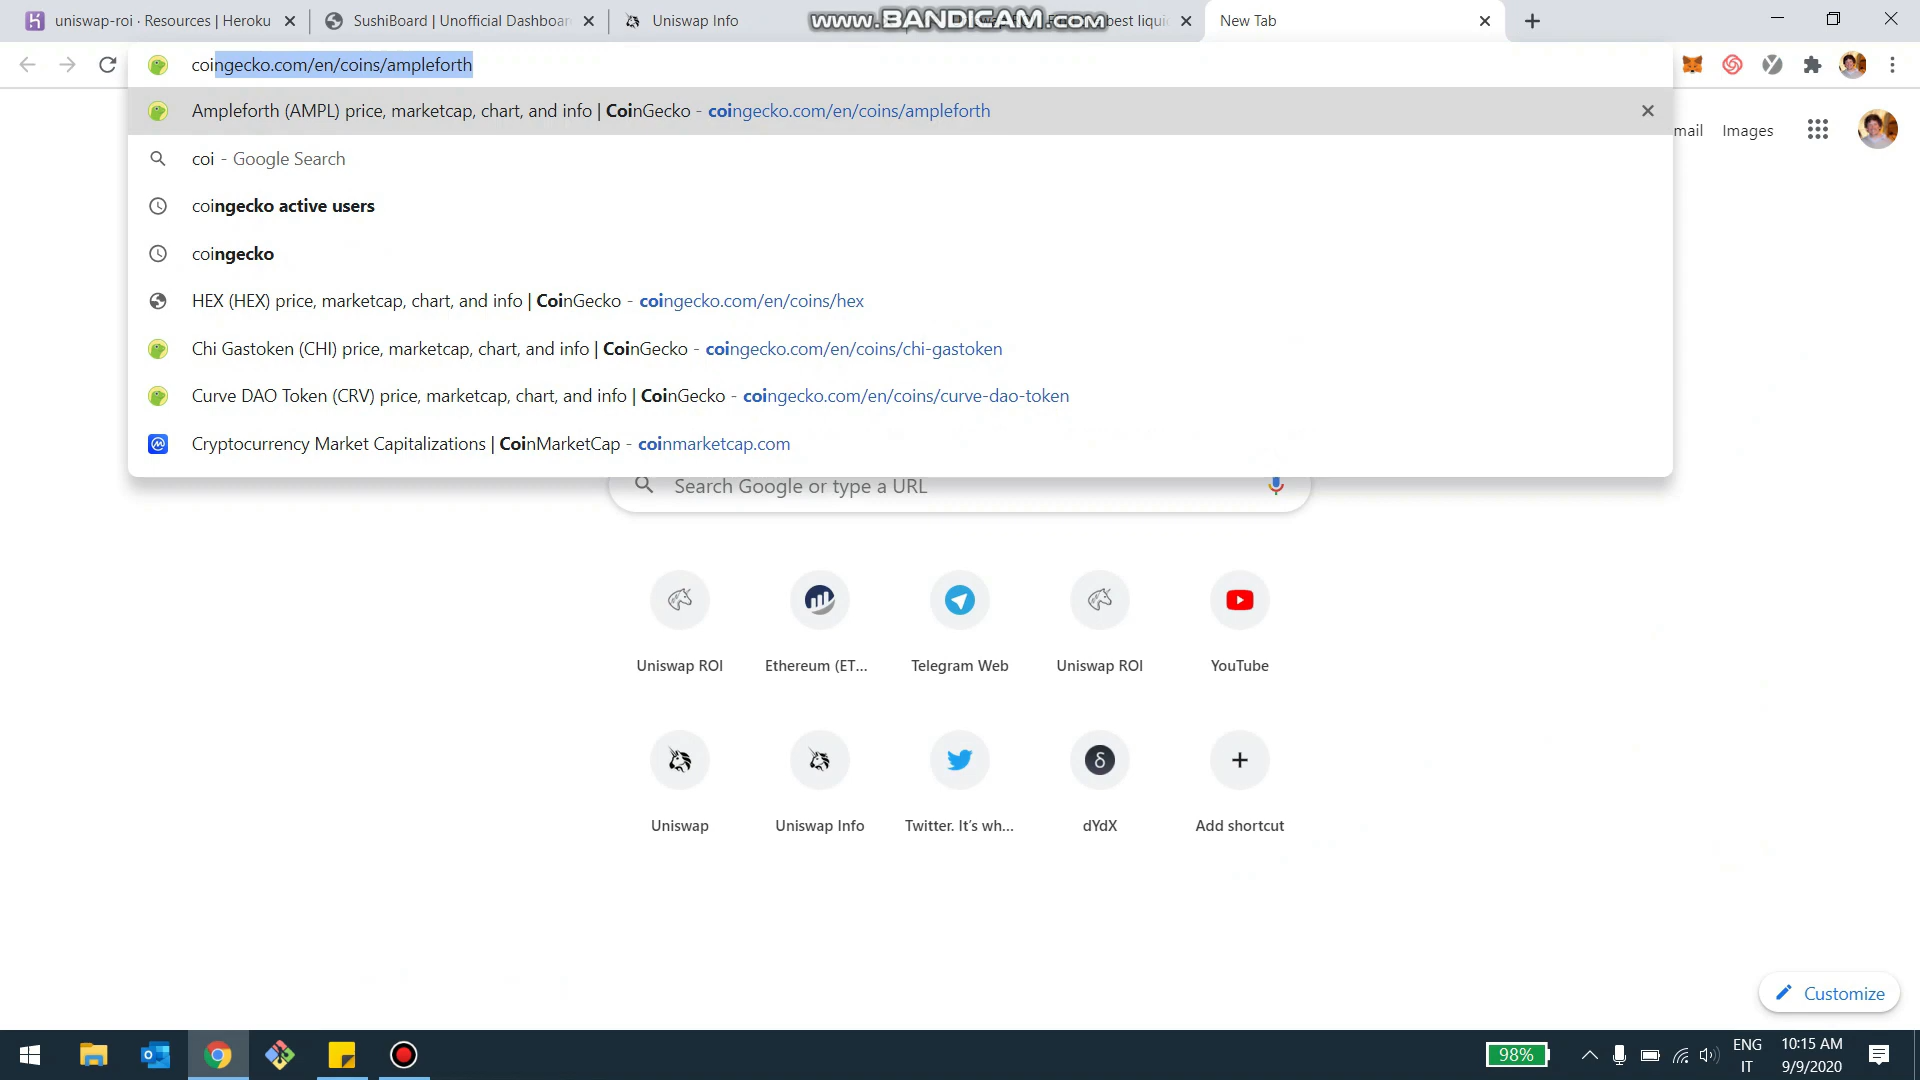 uniswap-roi · Resources | Heroku
SushiBoard | Unofficial Dashboar
Uniswap Info
www.BANDICAM.com
best liqui
New Tab
coingecko.com/en/coins/ampleforth
Ampleforth (AMPL) price, marketcap, chart, and info | CoinGecko - coingecko.com/en/coins/ampleforth
coi - Google Search
coingecko active users
coingecko
HEX (HEX) price, marketcap, chart, and info | CoinGecko - coingecko.com/en/coins/hex
Chi Gastoken (CHI) price, marketcap, chart, and info | CoinGecko - coingecko.com/en/coins/chi-gastoken
Curve DAO Token (CRV) price, marketcap, chart, and info | CoinGecko - coingecko.com/en/coins/curve-dao-token
Cryptocurrency Market Capitalizations | CoinMarketCap - coinmarketcap.com
mail Images
Search Google or type a URL
Uniswap ROI
Ethereum (ET...
Telegram Web
Uniswap ROI
YouTube
Uniswap
Uniswap Info
Twitter. It's wh...
dYdX
Add shortcut
Customize
98%
ENG
IT
10:15 AM
9/9/2020